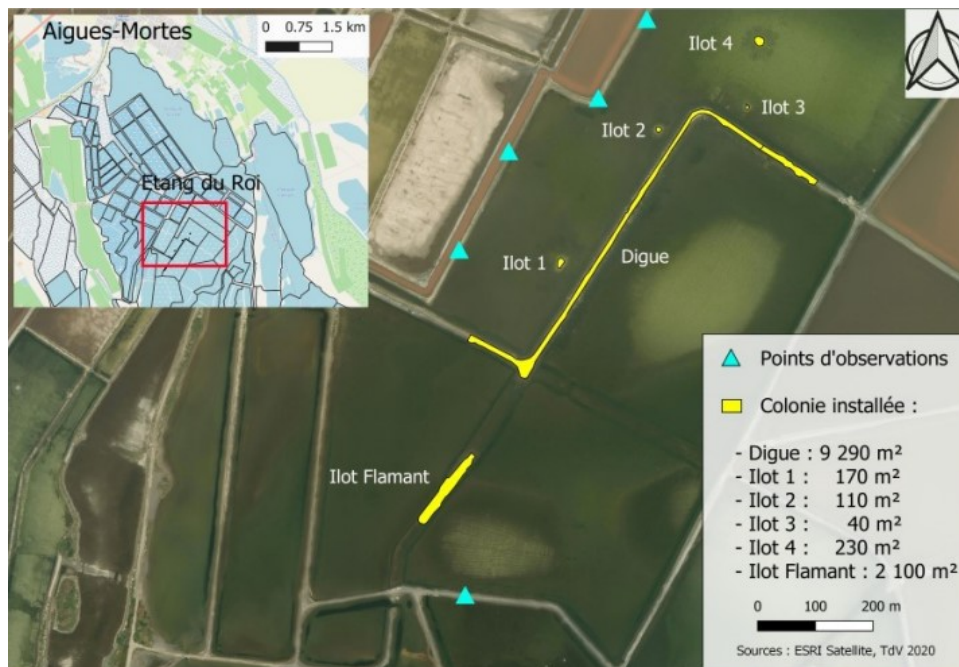 Aigues-Mortes
0 0.75 1.5 km
Etang du Roi
Ilot 4
Ilot 3
Ilot 2
Ilot 1
Digue
Ilot Flamant
Points d'observations
Colonie installée :
- Digue : 9 290 m²
- Ilot 1 : 170 m²
- Ilot 2 : 110 m²
- Ilot 3 : 40 m²
- Ilot 4 : 230 m²
- Ilot Flamant : 2 100 m²
0 100 200 m
Sources : ESRI Satellite, TdV 2020